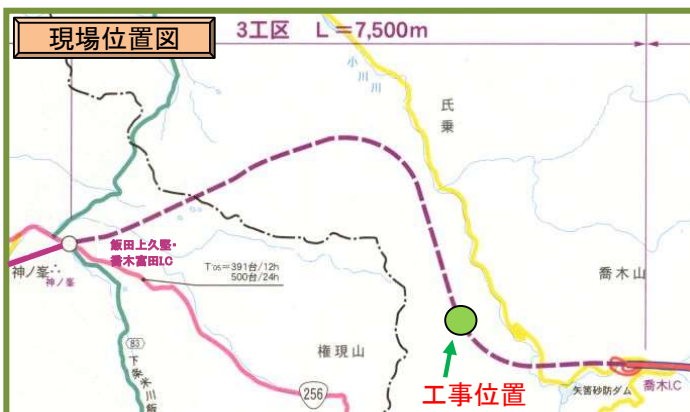 現場位置図
3工区 L=7,500m
小川川
氏乗
飯田上久堅・
喬木富田I.C
神ノ峯
神ノ峯
T'05=391台/12h
500台/24h
喬木山
83
下条米川飯
権現山
256
工事位置
矢筈砂防ダム
喬木I.C